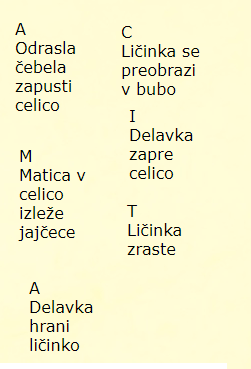 A
Odrasla
čebela
zapusti
celico
C
Ličinka se
preobrazi
v bubo
I
Delavka
zapre
celico
M
Matica v
celico
izleže
jajčece
T
Ličinka
zraste
A
Delavka
hrani
ličinko